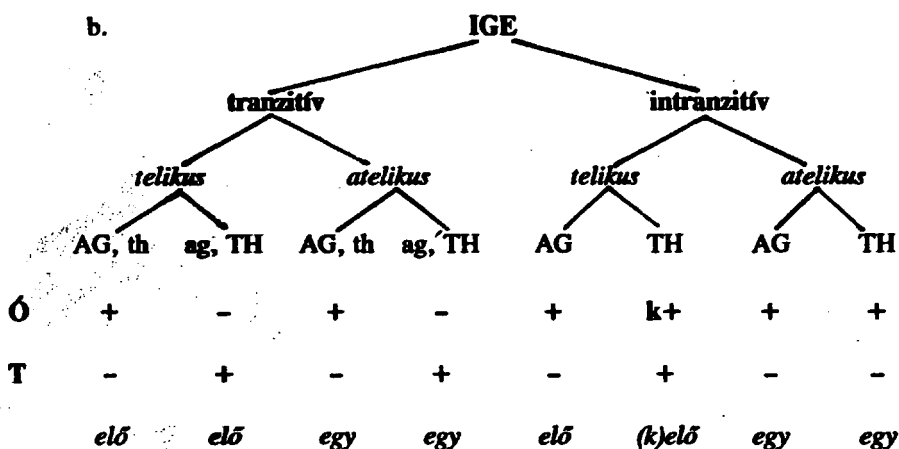 b.
IGE
tranzitív intranzitív
telikus atelikus telikus atelikus
AG, th ag, TH AG, th ag, TH AG TH AG TH
Ó + - + - + k+ + +
T - + - + - + - -
elő elő egy egy elő (k)elő egy egy